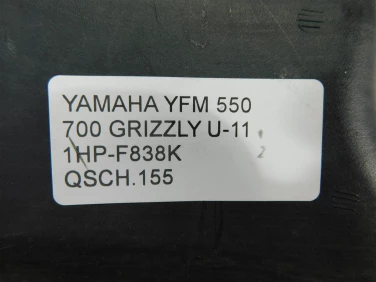 YAMAHA YFM 550
700 GRIZZLY U-11
1HP-F838K
QSCH.155